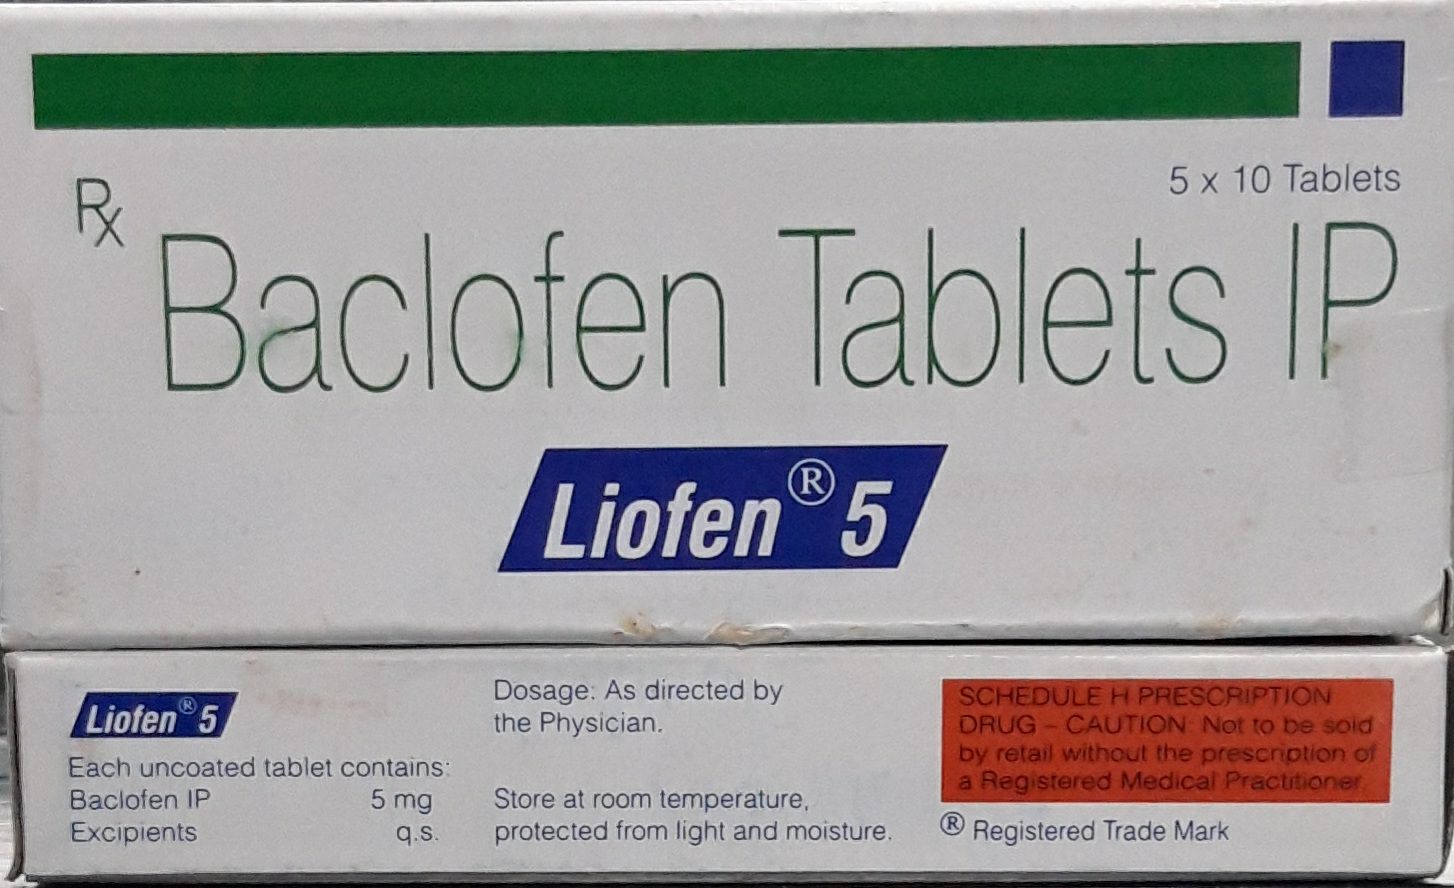 5 x 10 Tablets
Rx
Baclofen Tablets IP
Liofen® 5
Liofen® 5
Each uncoated tablet contains:
Baclofen IP 5 mg
Excipients q.s.
Dosage: As directed by
the Physician.
Store at room temperature,
protected from light and moisture.
SCHEDULE H PRESCRIPTION
DRUG – CAUTION: Not to be sold
by retail without the prescription of
a Registered Medical Practitioner.
® Registered Trade Mark